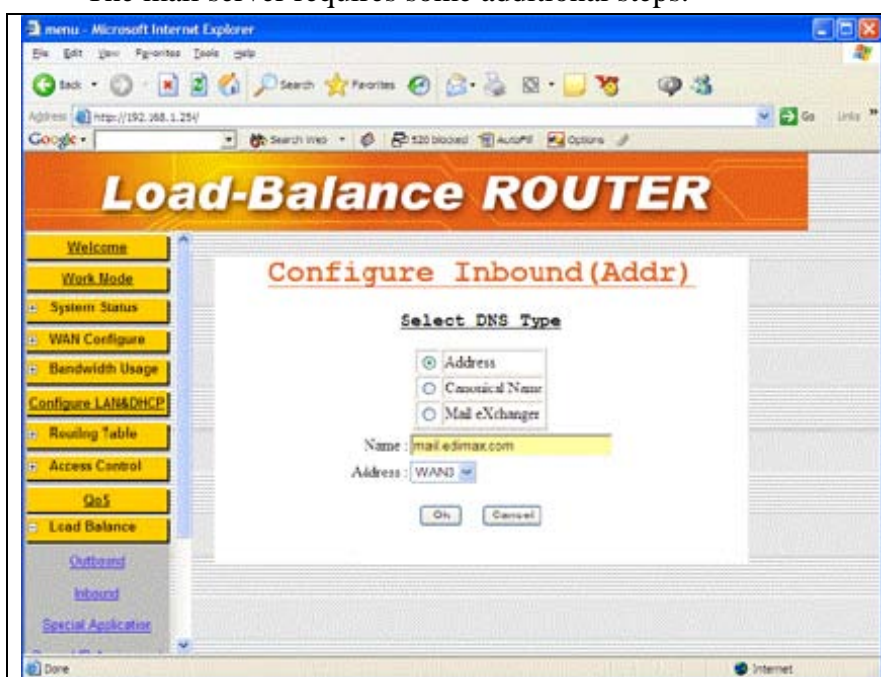 The mail server requires some additional steps.
menu - Microsoft Internet Explorer
File Edit View Favorites Tools Help
Back Search Favorites
Address http://192.168.1.254/ Go Links »
Google Search Web 520 blocked AutoFill Options
Load-Balance ROUTER
Welcome
Work Mode
System Status
WAN Configure
Bandwidth Usage
Configure LAN&DHCP
Routing Table
Access Control
QoS
Load Balance
Outbound
Inbound
Special Application
Configure Inbound(Addr)
Select DNS Type
Address
Canonical Name
Mail eXchanger
Name : mail.edimax.com
Address : WAN3
Ok Cancel
Done Internet